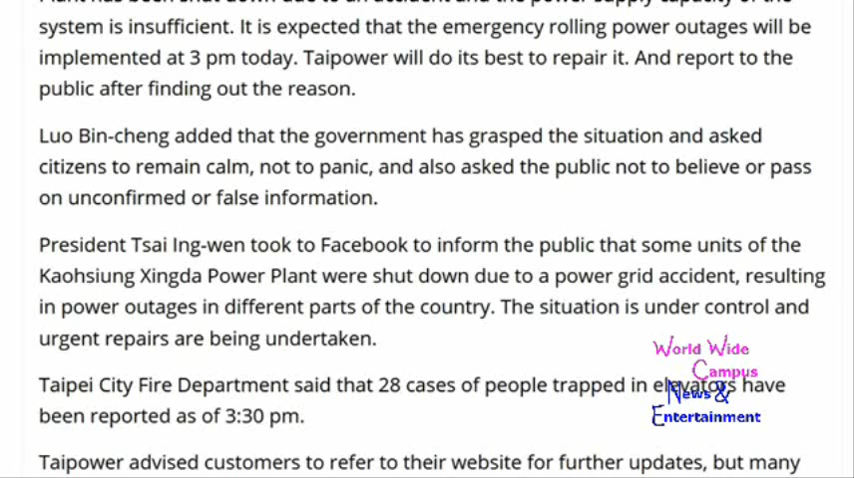 system is insufficient. It is expected that the emergency rolling power outages will be
implemented at 3 pm today. Taipower will do its best to repair it. And report to the
public after finding out the reason.
Luo Bin-cheng added that the government has grasped the situation and asked
citizens to remain calm, not to panic, and also asked the public not to believe or pass
on unconfirmed or false information.
President Tsai Ing-wen took to Facebook to inform the public that some units of the
Kaohsiung Xingda Power Plant were shut down due to a power grid accident, resulting
in power outages in different parts of the country. The situation is under control and
urgent repairs are being undertaken.
World Wide
Campus
Taipei City Fire Department said that 28 cases of people trapped in elevators have
News &
been reported as of 3:30 pm.
Entertainment
Taipower advised customers to refer to their website for further updates, but many